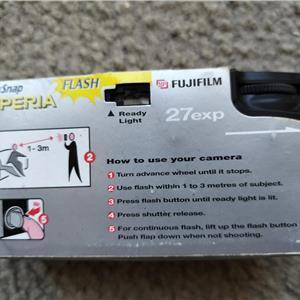 Snap
PERIA
FLASH
Ready
Light
FUJIFILM
27exp
1-3m
2
How to use your camera
1 Turn advance wheel until it stops.
2 Use flash within 1 to 3 metres of subject.
3 Press flash button until ready light is lit.
4 Press shutter release.
5 For continuous flash, lift up the flash button
Push flap down when not shooting.
5